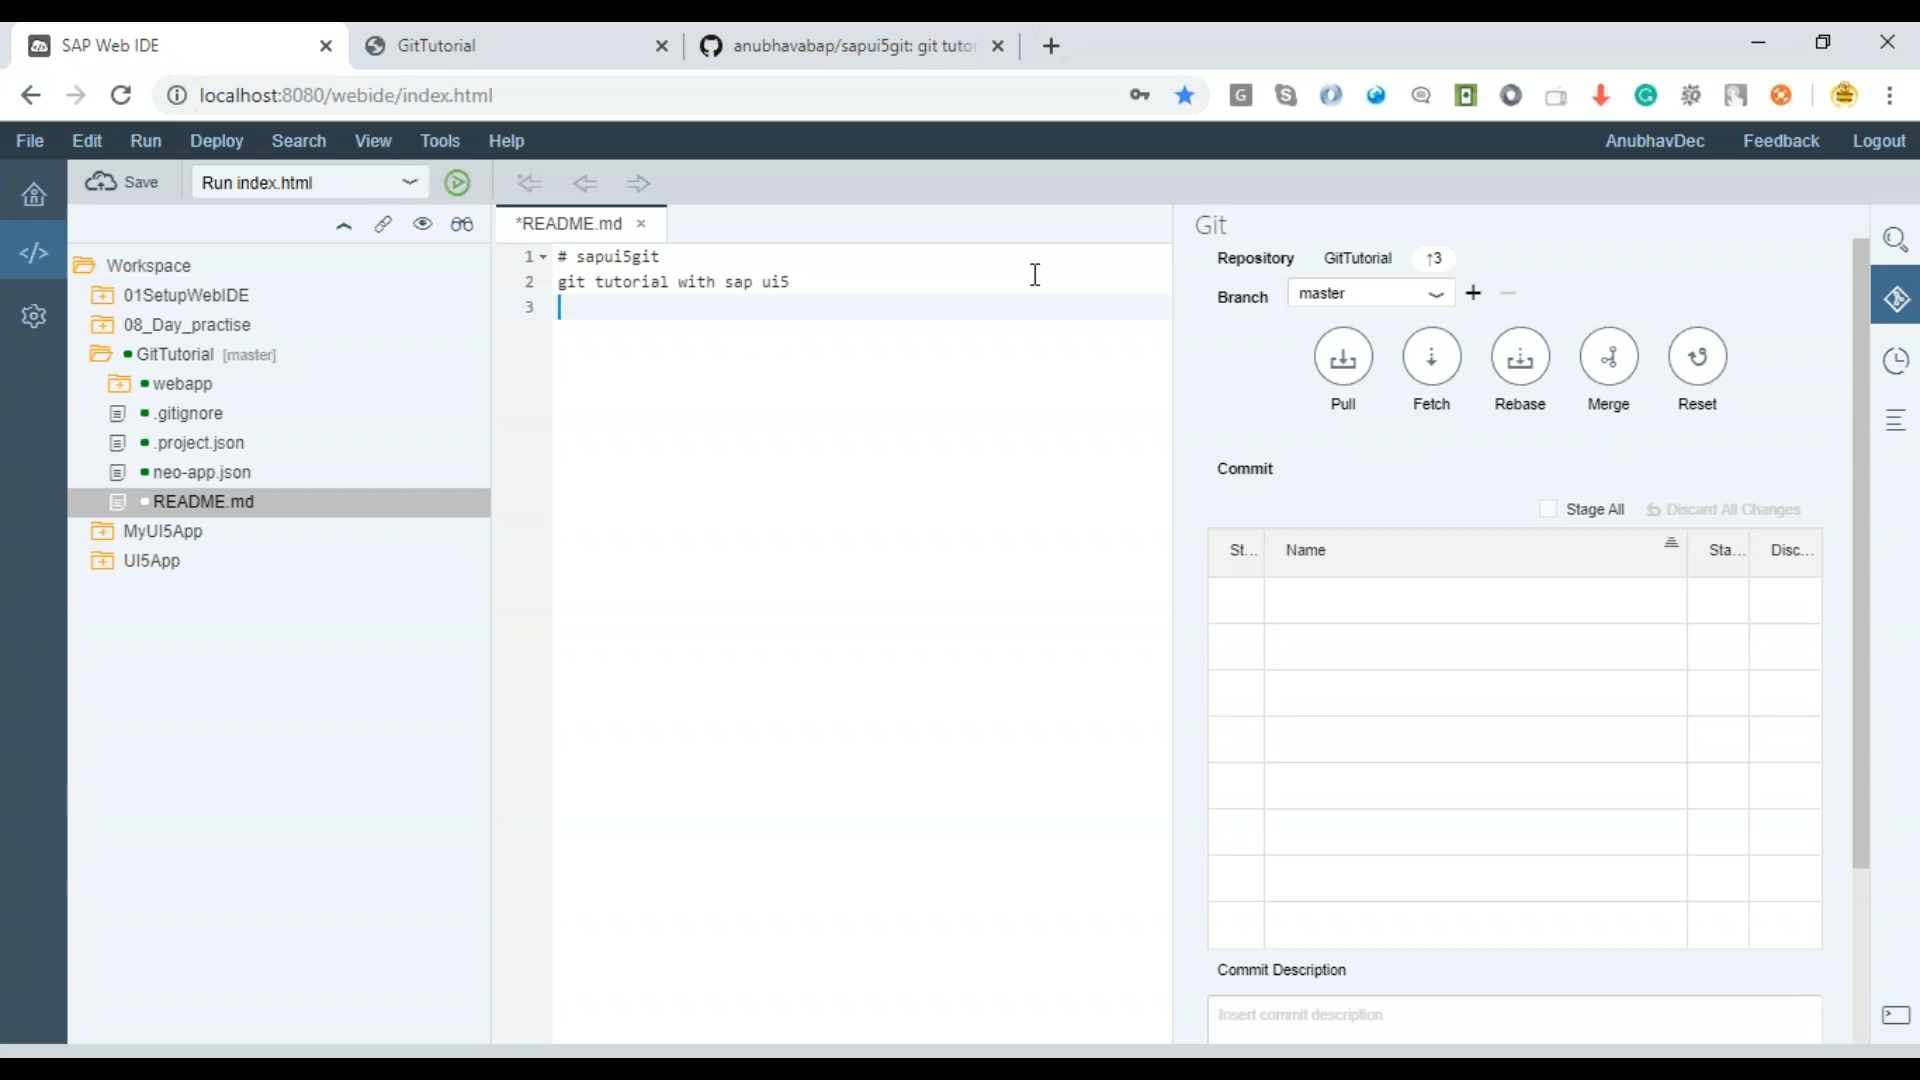 SAP Web IDE
GitTutorial
anubhavabap/sapui5git: git tutor
localhost:8080/webide/index.html
File Edit Run Deploy Search View Tools Help
AnubhavDec Feedback Logout
Save
Run index.html
*README.md
Workspace
01SetupWebIDE
08_Day_practise
GitTutorial [master]
webapp
.gitignore
.project.json
neo-app.json
README.md
MyUI5App
UI5App
1 # sapui5git
2 git tutorial with sap ui5
3
Git
Repository GitTutorial ↑3
Branch master
Pull Fetch Rebase Merge Reset
Commit
Stage All Discard All Changes
St... Name Sta... Disc...
Commit Description
Insert commit description